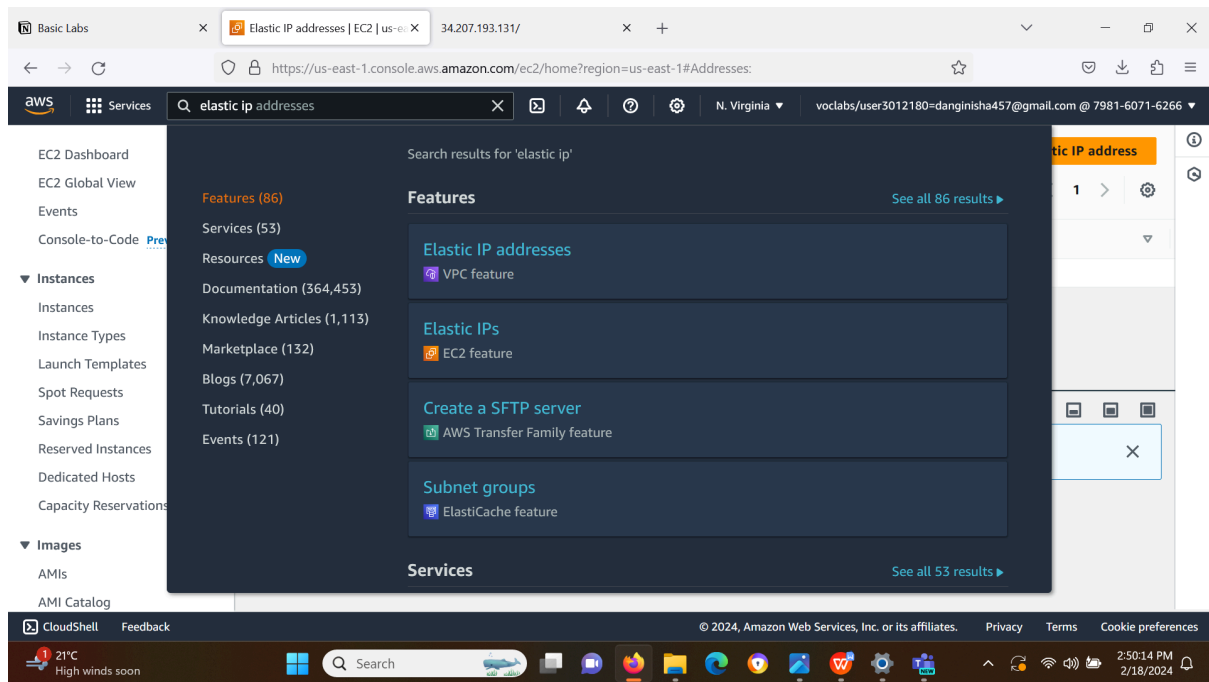 Basic Labs
Elastic IP addresses | EC2 | us-ea
34.207.193.131/
https://us-east-1.console.aws.amazon.com/ec2/home?region=us-east-1#Addresses:
aws
Services
elastic ip addresses
N. Virginia
voclabs/user3012180=danginisha457@gmail.com @ 7981-6071-6266
EC2 Dashboard
EC2 Global View
Events
Console-to-Code Prev
Instances
Instances
Instance Types
Launch Templates
Spot Requests
Savings Plans
Reserved Instances
Dedicated Hosts
Capacity Reservations
Images
AMIs
AMI Catalog
Search results for 'elastic ip'
Features (86)
Services (53)
Resources New
Documentation (364,453)
Knowledge Articles (1,113)
Marketplace (132)
Blogs (7,067)
Tutorials (40)
Events (121)
Features
See all 86 results
Elastic IP addresses
VPC feature
Elastic IPs
EC2 feature
Create a SFTP server
AWS Transfer Family feature
Subnet groups
ElastiCache feature
Services
See all 53 results
tic IP address
1
CloudShell
Feedback
© 2024, Amazon Web Services, Inc. or its affiliates.
Privacy
Terms
Cookie preferences
1
21°C
High winds soon
Search
NEW
2:50:14 PM
2/18/2024